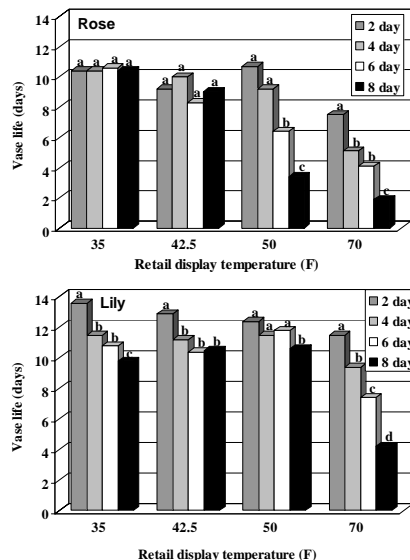 Rose
14
12
10
8
6
4
2
0
Vase life (days)
a a a a
a a a a
a a b c
a b b c
2 day
4 day
6 day
8 day
35 42.5 50 70
Retail display temperature (F)
Lily
14
12
10
8
6
4
2
0
Vase life (days)
a b b c
a b b b
a a a b
a b c d
2 day
4 day
6 day
8 day
35 42.5 50 70
Retail display temperature (F)